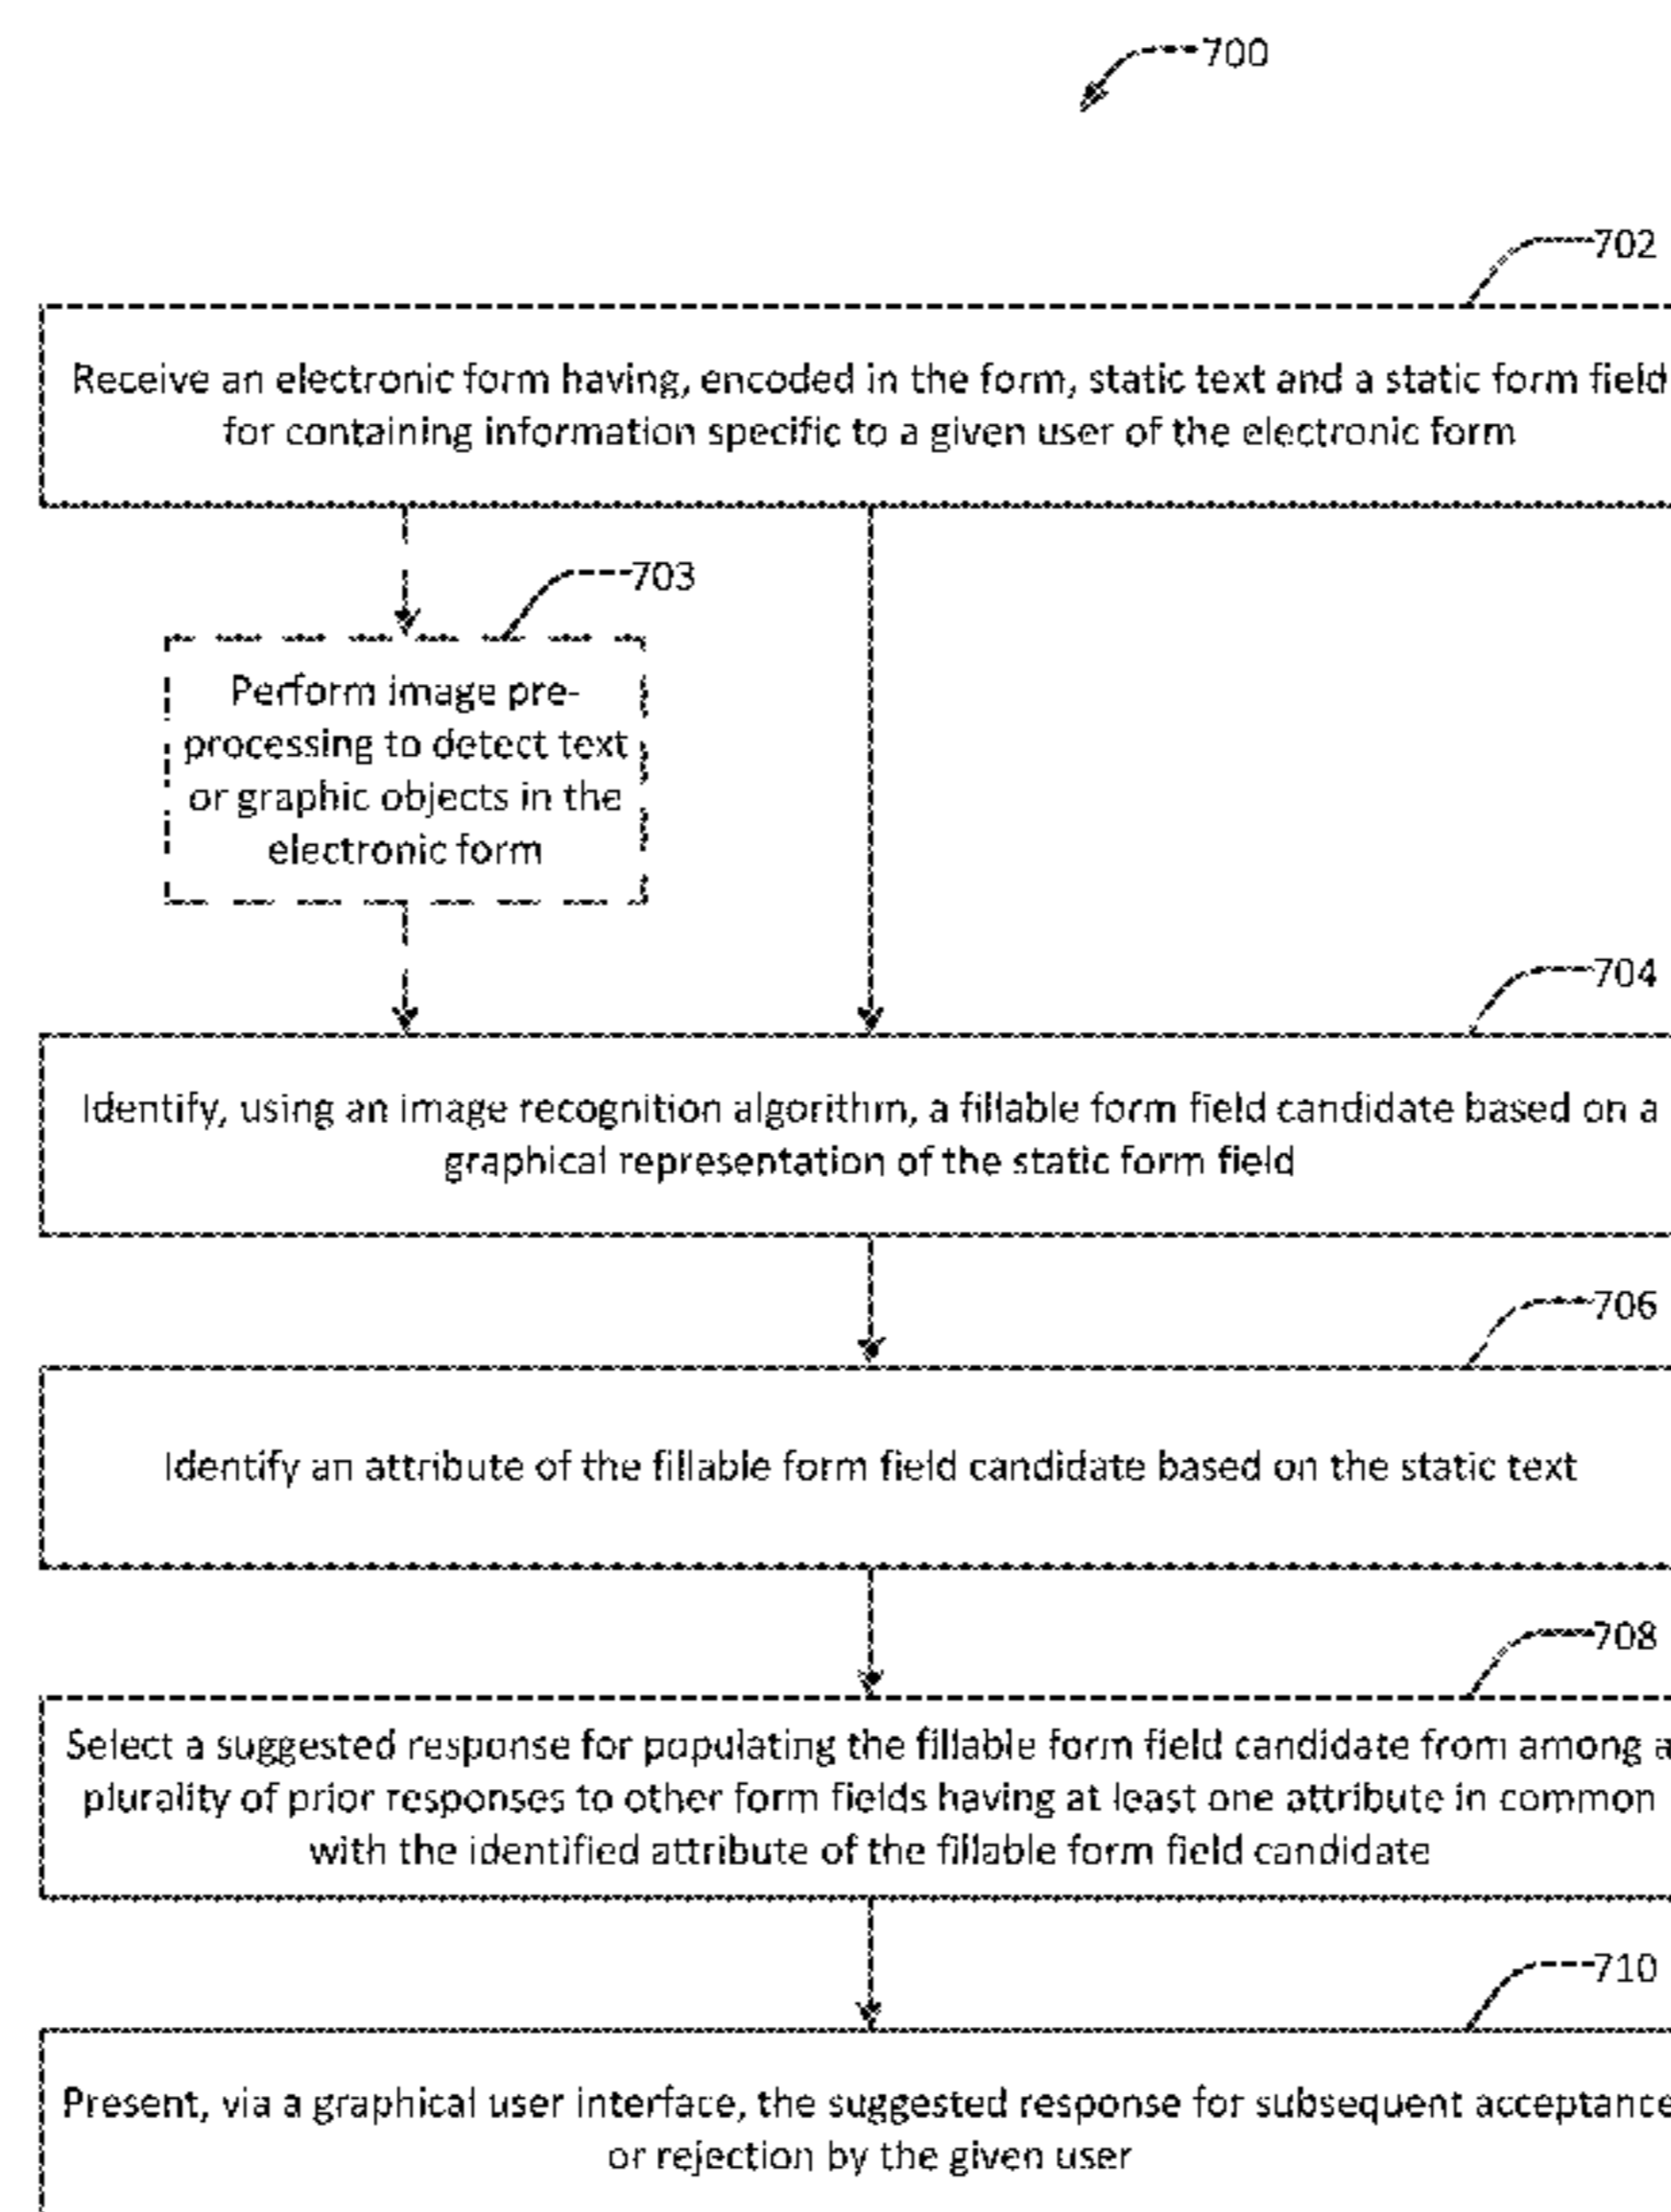 700
702
Receive an electronic form having, encoded in the form, static text and a static form field
for containing information specific to a given user of the electronic form
703
Perform image pre-
processing to detect text
or graphic objects in the
electronic form
704
Identify, using an image recognition algorithm, a fillable form field candidate based on a
graphical representation of the static form field
706
Identify an attribute of the fillable form field candidate based on the static text
708
Select a suggested response for populating the fillable form field candidate from among a
plurality of prior responses to other form fields having at least one attribute in common
with the identified attribute of the fillable form field candidate
710
Present, via a graphical user interface, the suggested response for subsequent acceptance
or rejection by the given user